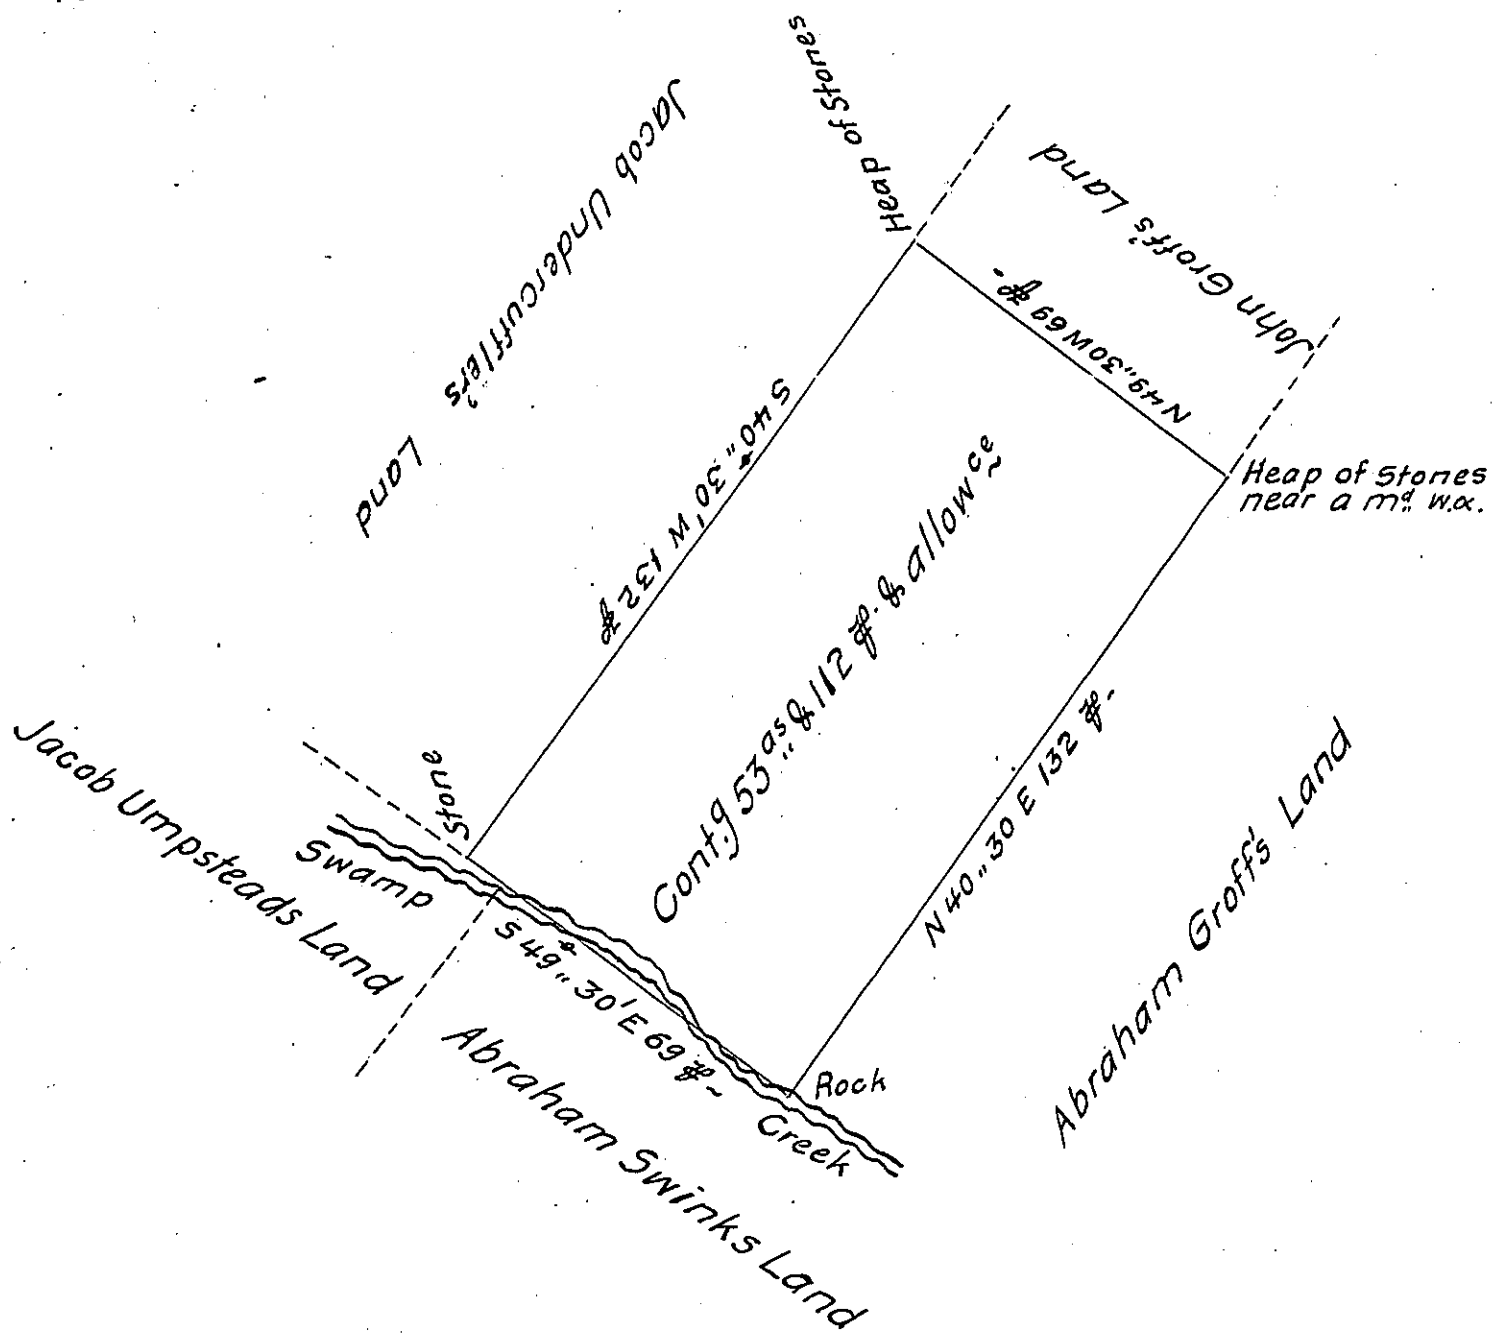 Heap of Stones
Jacob Undercuffler's
Land
John Groff's Land
N 49,, 30 W 69 ₽-
S 40°,, 30' W 132 ₽
Heap of Stones
near a md. w.o.
Cont.g 53 as,, & 112 ₽. & allowce
N 40,, 30 E 132 ₽.-
Abraham Groff's Land
Stone
Jacob Umpsteads Land
Swamp
S 49°,, 30' E 69 ₽~
Rock
Creek
Abraham Swinks Land